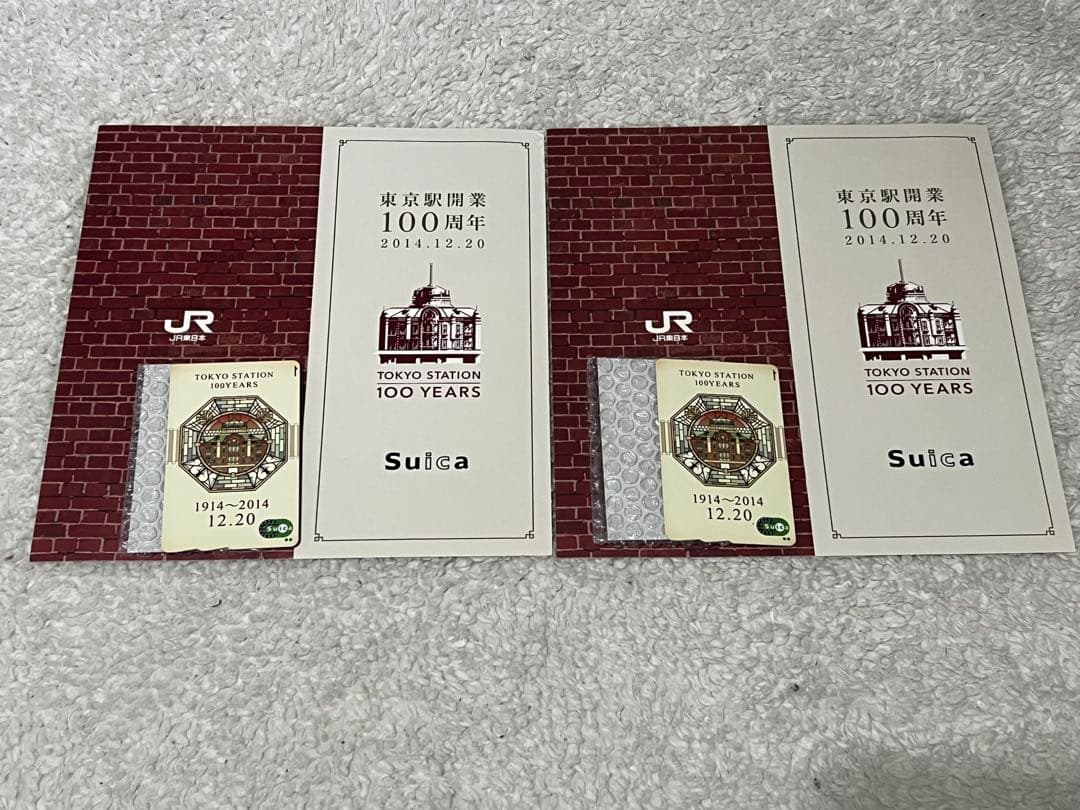 東京駅開業
100周年
2014.12.20
TOKYO STATION
100 YEARS
Suica
JR
JR東日本
TOKYO STATION
100YEARS
1914～2014
12.20
Suica
東京駅開業
100周年
2014.12.20
TOKYO STATION
100 YEARS
Suica
JR
JR東日本
TOKYO STATION
100YEARS
1914～2014
12.20
Suica